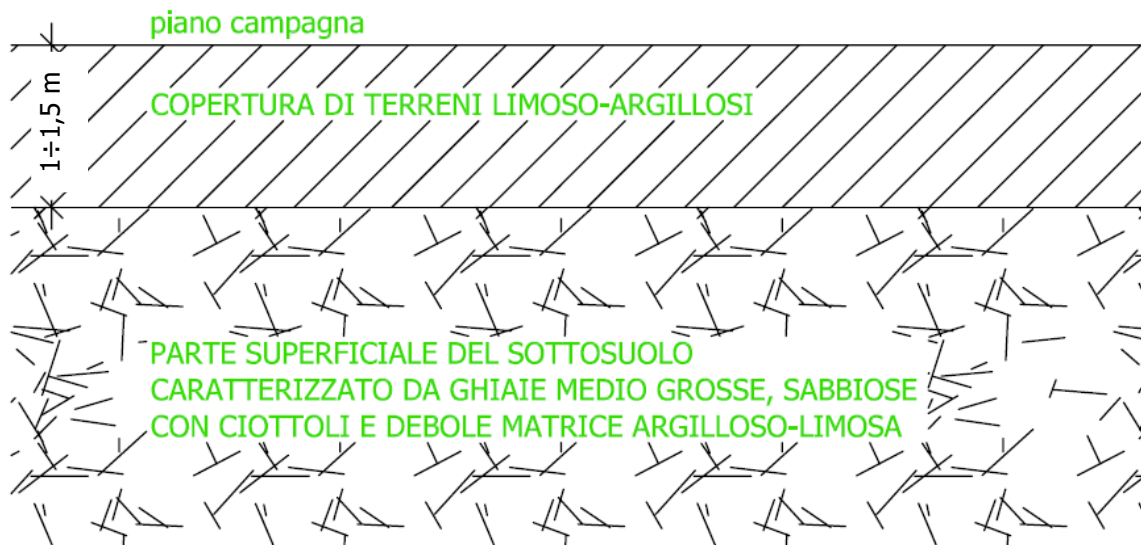 piano campagna
1÷1,5 m
COPERTURA DI TERRENI LIMOSO-ARGILLOSI
PARTE SUPERFICIALE DEL SOTTOSUOLO
CARATTERIZZATO DA GHIAIE MEDIO GROSSE, SABBIOSE
CON CIOTTOLI E DEBOLE MATRICE ARGILLOSO-LIMOSA